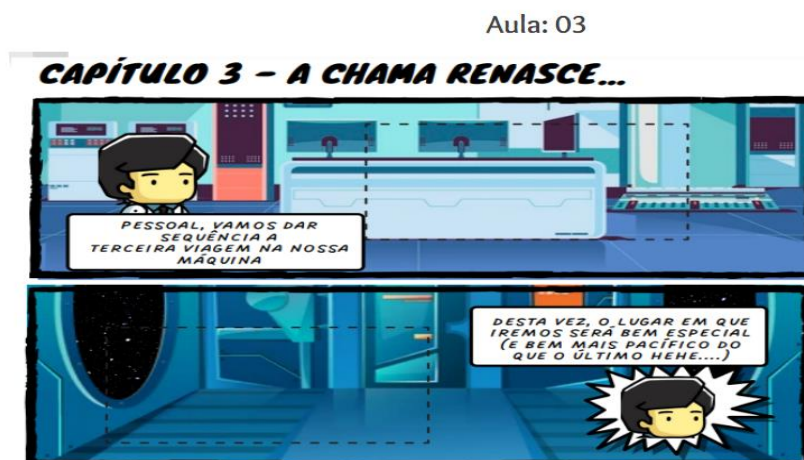 Aula: 03
CAPÍTULO 3 - A CHAMA RENASCE...
PESSOAL, VAMOS DAR
SEQUÊNCIA A
TERCEIRA VIAGEM NA NOSSA
MÁQUINA
DESTA VEZ, O LUGAR EM QUE
IREMOS SERÁ BEM ESPECIAL
(E BEM MAIS PACÍFICO DO
QUE O ÚLTIMO HEHE....)